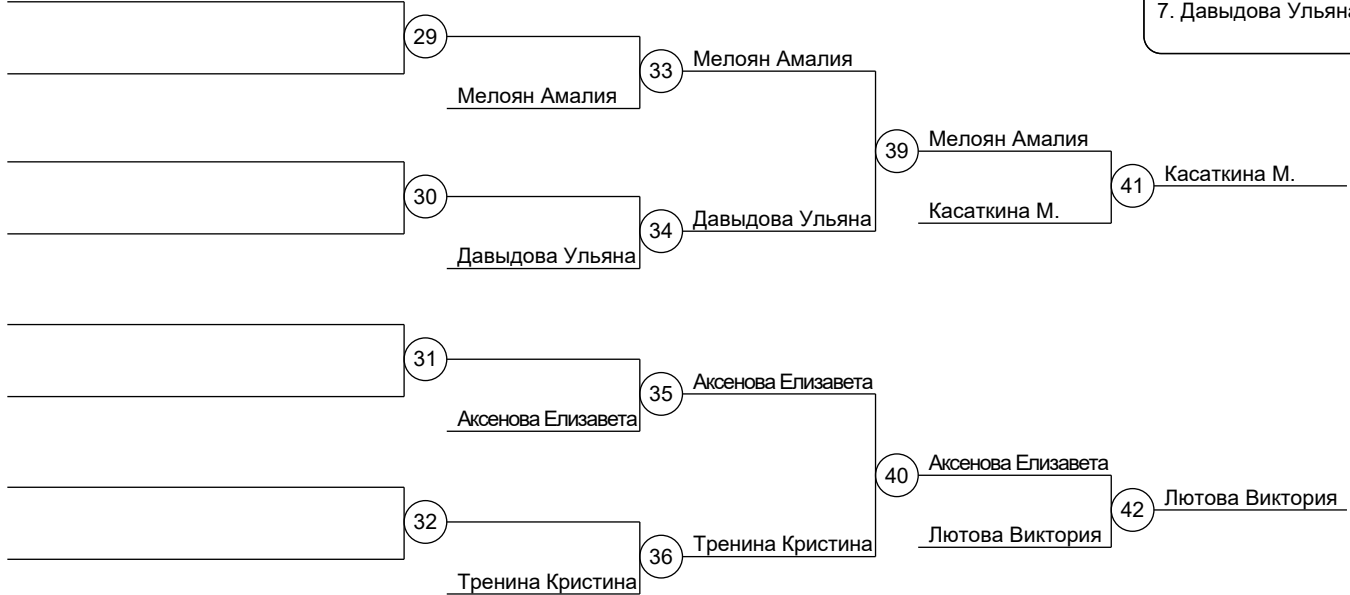 7. Давыдова Ульяна
29
33
Мелоян Амалия
Мелоян Амалия
39
Мелоян Амалия
41
Касаткина М.
30
34
Давыдова Ульяна
Касаткина М.
Давыдова Ульяна
31
35
Аксенова Елизавета
Аксенова Елизавета
40
Аксенова Елизавета
42
Лютова Виктория
32
36
Тренина Кристина
Лютова Виктория
Тренина Кристина